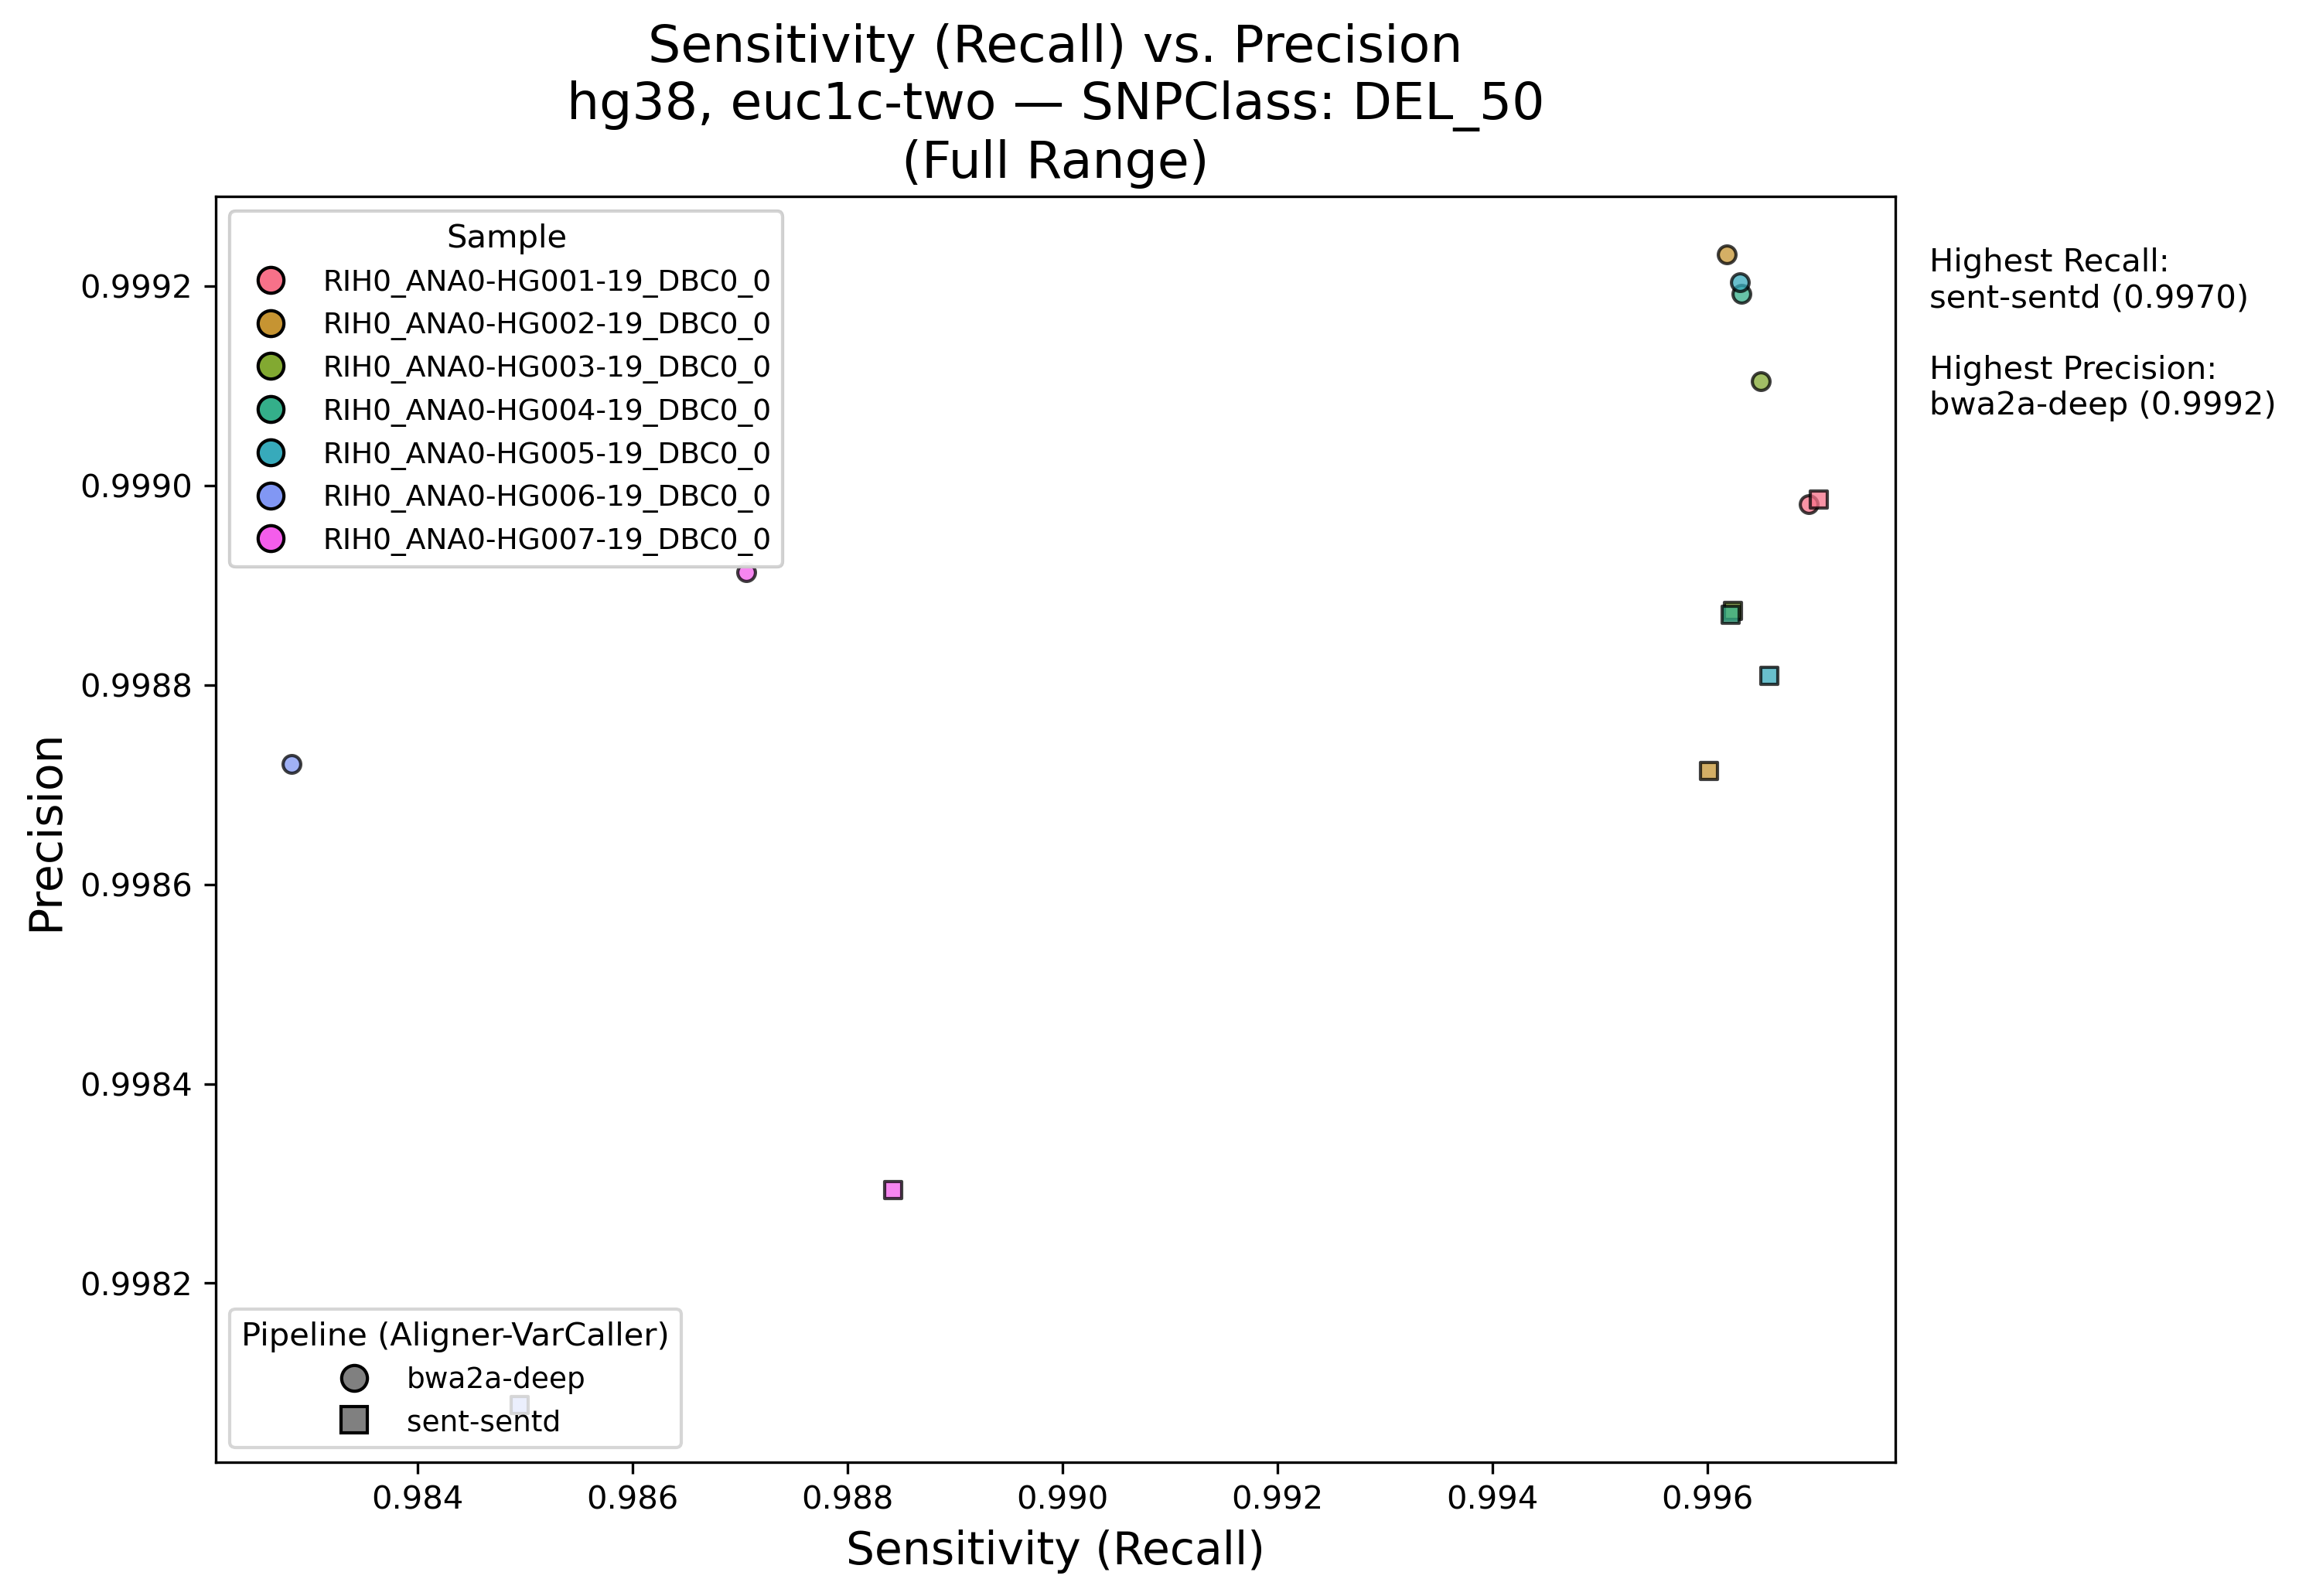 Sensitivity (Recall) vs. Precision
hg38, euc1c-two — SNPClass: DEL_50
(Full Range)
Sample
RIH0_ANA0-HG001-19_DBC0_0
RIH0_ANA0-HG002-19_DBC0_0
RIH0_ANA0-HG003-19_DBC0_0
RIH0_ANA0-HG004-19_DBC0_0
RIH0_ANA0-HG005-19_DBC0_0
RIH0_ANA0-HG006-19_DBC0_0
RIH0_ANA0-HG007-19_DBC0_0
Highest Recall:
sent-sentd (0.9970)
Highest Precision:
bwa2a-deep (0.9992)
Precision
0.9992
0.9990
0.9988
0.9986
0.9984
0.9982
Pipeline (Aligner-VarCaller)
bwa2a-deep
sent-sentd
0.984
0.986
0.988
0.990
0.992
0.994
0.996
Sensitivity (Recall)